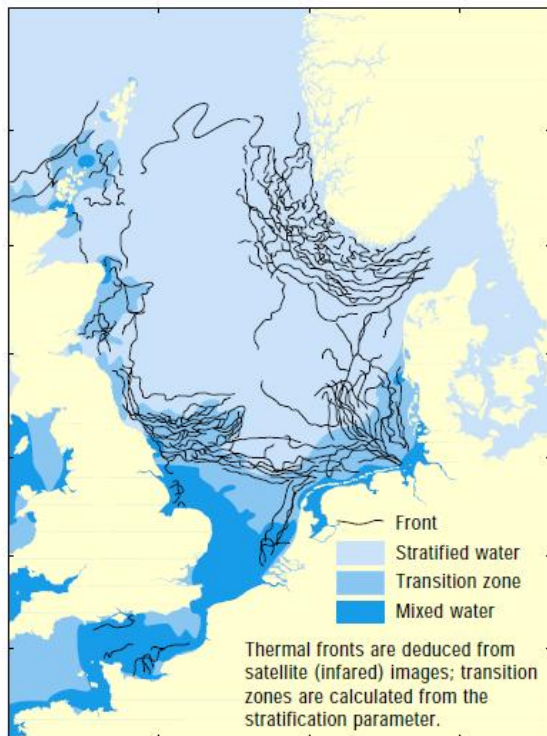 Front
Stratified water
Transition zone
Mixed water
Thermal fronts are deduced from
satellite (infared) images; transition
zones are calculated from the
stratification parameter.